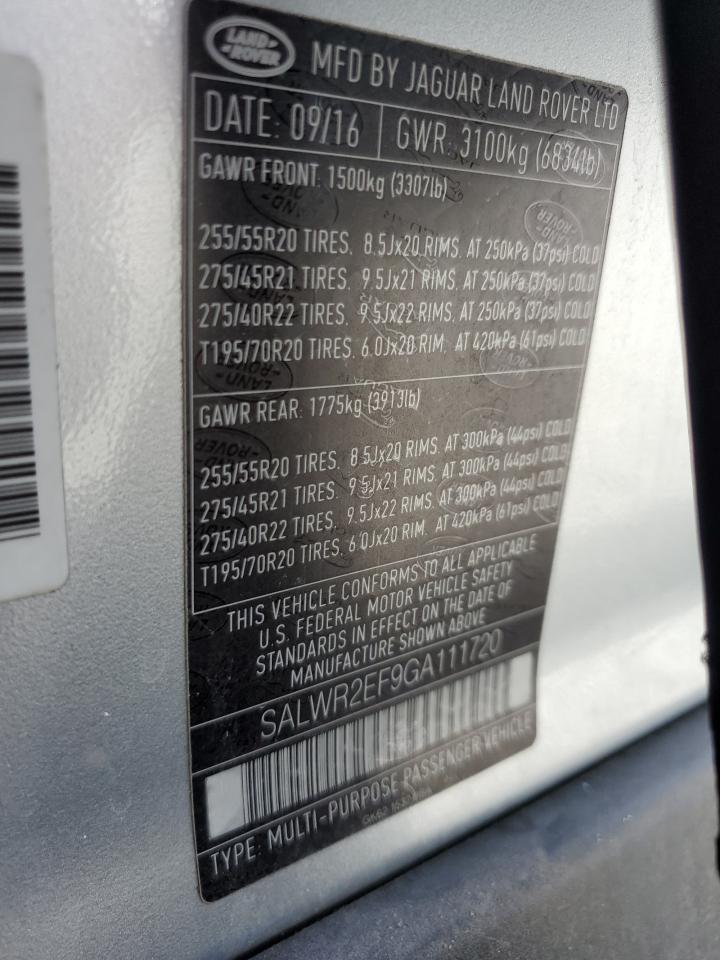 LAND ROVER
MFD BY JAGUAR LAND ROVER LTD
DATE: 09/16
GWR. 3100kg (6834lb)
GAWR FRONT: 1500kg (3307lb)
255/55R20 TIRES. 8.5Jx20 RIMS. AT 250kPa (37psi) COLD
275/45R21 TIRES. 9.5Jx21 RIMS. AT 250kPa (37psi) COLD
275/40R22 TIRES. 9.5Jx22 RIMS. AT 250kPa (37psi) COLD
T195/70R20 TIRES. 6.0Jx20 RIM. AT 420kPa (61psi) COLD
GAWR REAR: 1775kg (3913lb)
255/55R20 TIRES. 8.5Jx20 RIMS. AT 300kPa (44psi) COLD
275/45R21 TIRES. 9.5Jx21 RIMS. AT 300kPa (44psi) COLD
275/40R22 TIRES. 9.5Jx22 RIMS. AT 300kPa (44psi) COLD
T195/70R20 TIRES. 6.0Jx20 RIM. AT 420kPa (61psi) COLD
THIS VEHICLE CONFORMS TO ALL APPLICABLE
U.S. FEDERAL MOTOR VEHICLE SAFETY
STANDARDS IN EFFECT ON THE DATE OF
MANUFACTURE SHOWN ABOVE
SALWR2EF9GA111720
TYPE: MULTI-PURPOSE PASSENGER VEHICLE